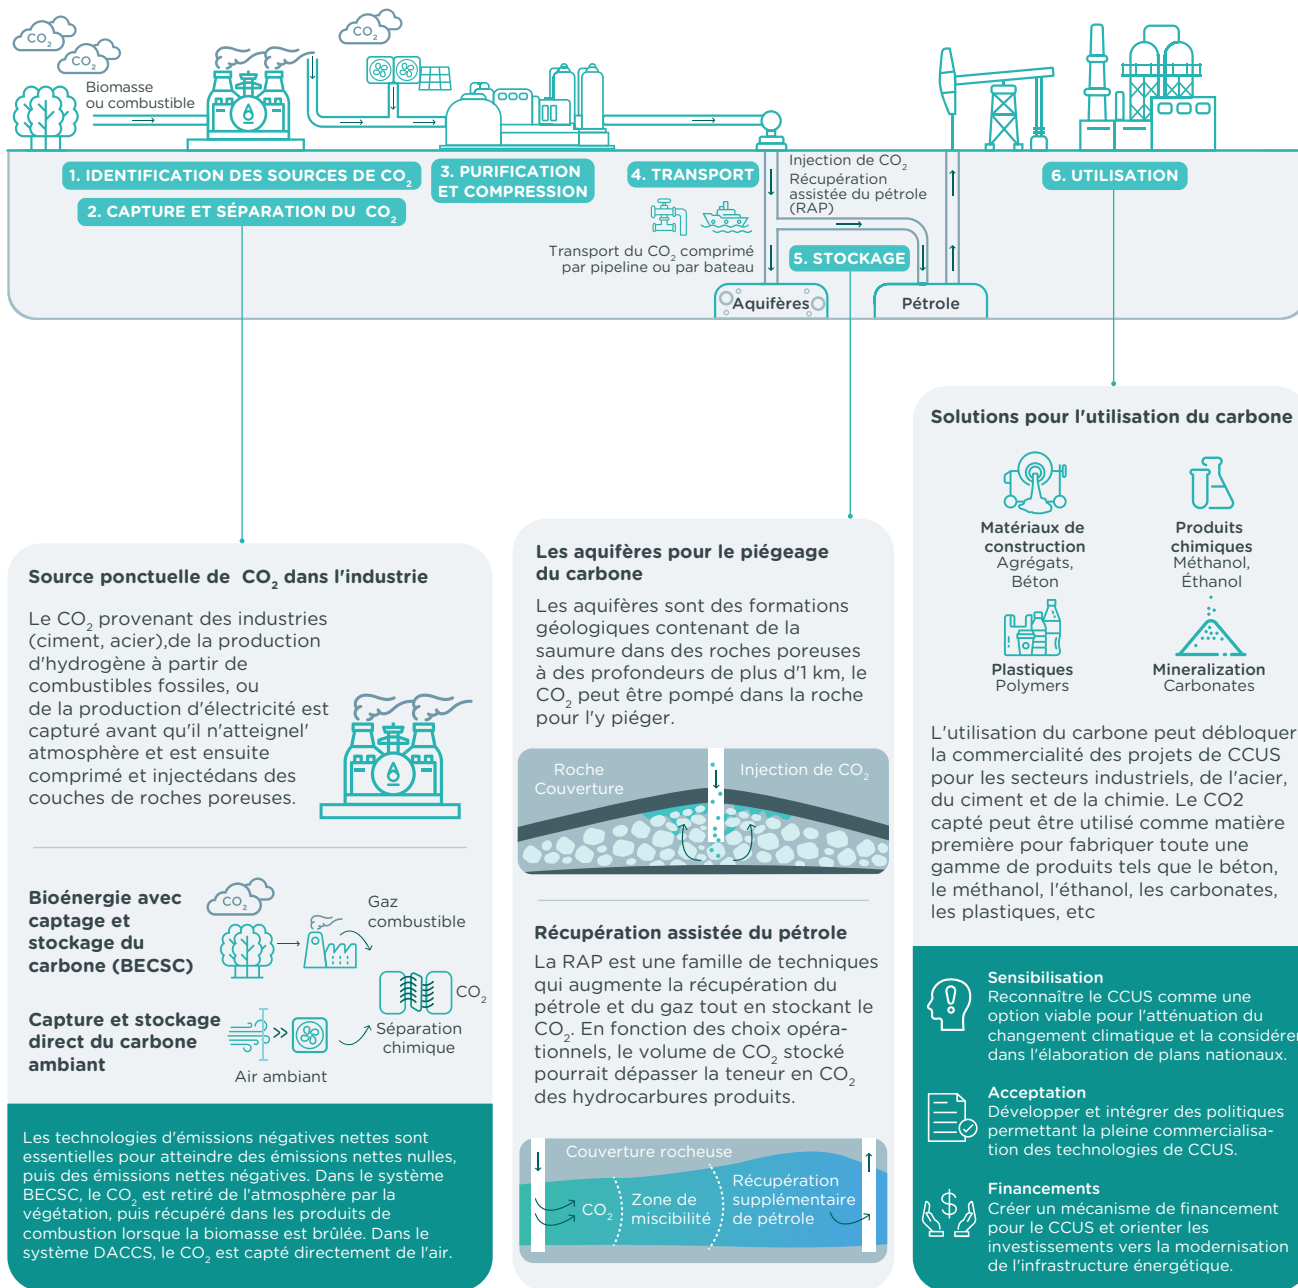 CO2
CO2
CO2
Biomasse
ou combustible
1. IDENTIFICATION DES SOURCES DE CO2
2. CAPTURE ET SÉPARATION DU CO2
3. PURIFICATION
ET COMPRESSION
4. TRANSPORT
Transport du CO2 comprimé
par pipeline ou par bateau
Injection de CO2
Récupération
assistée du pétrole
(RAP)
5. STOCKAGE
Aquifères
Pétrole
6. UTILISATION
Source ponctuelle de CO2 dans l'industrie
Le CO2 provenant des industries
(ciment, acier),de la production
d'hydrogène à partir de
combustibles fossiles, ou
de la production d'électricité est
capturé avant qu'il n'atteignel'
atmosphère et est ensuite
comprimé et injectédans des
couches de roches poreuses.
Bioénergie avec
captage et
stockage du
carbone (BECSC)
CO2
Gaz
combustible
CO2
Séparation
chimique
Capture et stockage
direct du carbone
ambiant
Air ambiant
Les technologies d'émissions négatives nettes sont
essentielles pour atteindre des émissions nettes nulles,
puis des émissions nettes négatives. Dans le système
BECSC, le CO2 est retiré de l'atmosphère par la
végétation, puis récupéré dans les produits de
combustion lorsque la biomasse est brûlée. Dans le
système DACCS, le CO2 est capté directement de l'air.
Les aquifères pour le piégeage
du carbone
Les aquifères sont des formations
géologiques contenant de la
saumure dans des roches poreuses
à des profondeurs de plus d'1 km, le
CO2 peut être pompé dans la roche
pour l'y piéger.
Roche
Couverture
Injection de CO2
Récupération assistée du pétrole
La RAP est une famille de techniques
qui augmente la récupération du
pétrole et du gaz tout en stockant le
CO2. En fonction des choix opéra-
tionnels, le volume de CO2 stocké
pourrait dépasser la teneur en CO2
des hydrocarbures produits.
Couverture rocheuse
CO2
Zone de
miscibilité
Récupération
supplémentaire
de pétrole
Solutions pour l'utilisation du carbone
Matériaux de
construction
Agrégats,
Béton
Produits
chimiques
Méthanol,
Éthanol
Plastiques
Polymers
Mineralization
Carbonates
L'utilisation du carbone peut débloquer
la commercialité des projets de CCUS
pour les secteurs industriels, de l'acier,
du ciment et de la chimie. Le CO2
capté peut être utilisé comme matière
première pour fabriquer toute une
gamme de produits tels que le béton,
le méthanol, l'éthanol, les carbonates,
les plastiques, etc
Sensibilisation
Reconnaître le CCUS comme une
option viable pour l'atténuation du
changement climatique et la considérer
dans l'élaboration de plans nationaux.
Acceptation
Développer et intégrer des politiques
permettant la pleine commercialisa-
tion des technologies de CCUS.
Financements
Créer un mécanisme de financement
pour le CCUS et orienter les
investissements vers la modernisation
de l'infrastructure énergétique.